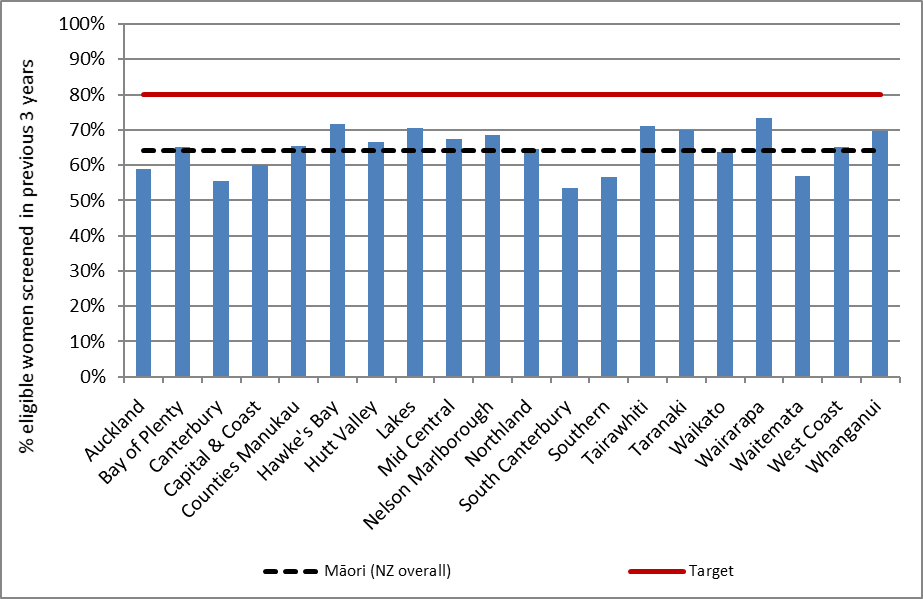 % eligible women screened in previous 3 years
100%
90%
80%
70%
60%
50%
40%
30%
20%
10%
0%
Auckland
Bay of Plenty
Canterbury
Capital & Coast
Counties Manukau
Hawke's Bay
Hutt Valley
Lakes
Mid Central
Nelson Marlborough
Northland
South Canterbury
Southern
Tairawhiti
Taranaki
Waikato
Wairarapa
Waitemata
West Coast
Whanganui
Māori (NZ overall)
Target